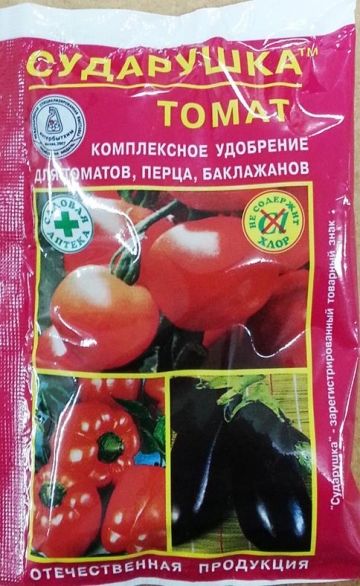 СУДАРУШКА™
ТОМАТ
КОМПЛЕКСНОЕ УДОБРЕНИЕ
ДЛЯ ТОМАТОВ, ПЕРЦА, БАКЛАЖАНОВ
САДОВАЯ
АПТЕКА
НЕ СОДЕРЖИТ
ХЛОР
"Сударушка" - зарегистрированный товарный знак
ОТЕЧЕСТВЕННАЯ ПРОДУКЦИЯ